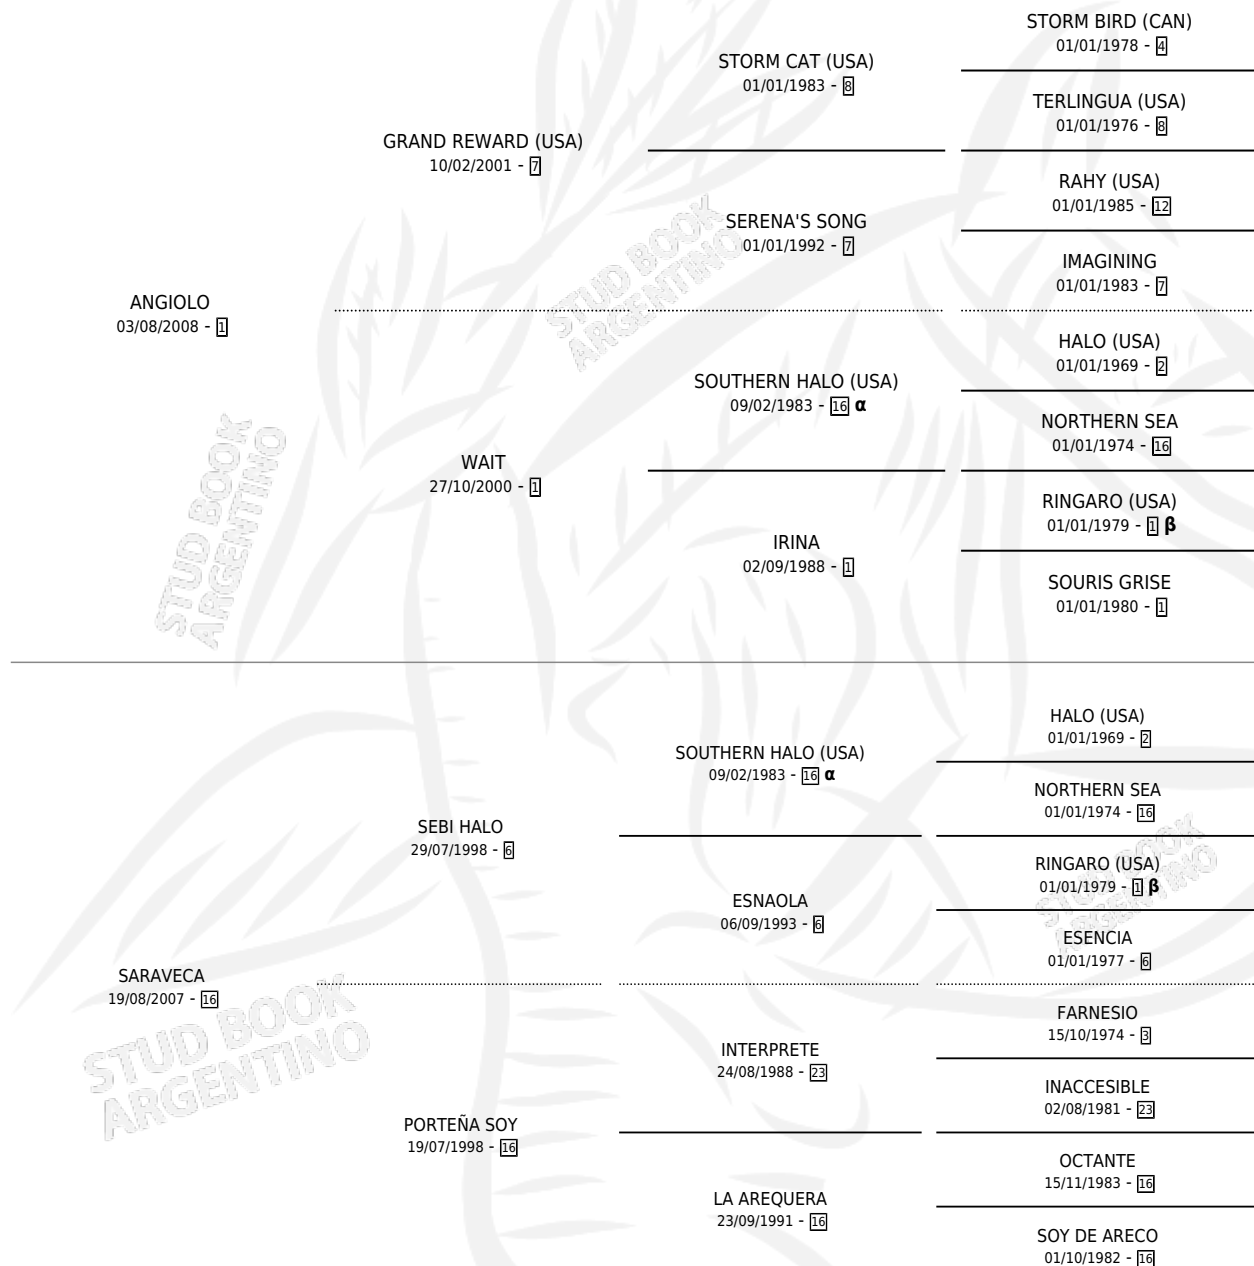 STORM BIRD (CAN)
01/01/1978 - 4
STORM CAT (USA)
01/01/1983 - 8
TERLINGUA (USA)
01/01/1976 - 8
GRAND REWARD (USA)
10/02/2001 - 7
RAHY (USA)
01/01/1985 - 12
SERENA'S SONG
01/01/1992 - 7
IMAGINING
01/01/1983 - 7
ANGIOLO
03/08/2008 - 1
HALO (USA)
01/01/1969 - 2
SOUTHERN HALO (USA)
09/02/1983 - 16 α
NORTHERN SEA
01/01/1974 - 16
WAIT
27/10/2000 - 1
RINGARO (USA)
01/01/1979 - 1 β
IRINA
02/09/1988 - 1
SOURIS GRISE
01/01/1980 - 1
HALO (USA)
01/01/1969 - 2
SOUTHERN HALO (USA)
09/02/1983 - 16 α
NORTHERN SEA
01/01/1974 - 16
SEBI HALO
29/07/1998 - 6
RINGARO (USA)
01/01/1979 - 1 β
ESNAOLA
06/09/1993 - 6
ESENCIA
01/01/1977 - 6
SARAVECA
19/08/2007 - 16
FARNESIO
15/10/1974 - 3
INTERPRETE
24/08/1988 - 23
INACCESIBLE
02/08/1981 - 23
PORTEÑA SOY
19/07/1998 - 16
OCTANTE
15/11/1983 - 16
LA AREQUERA
23/09/1991 - 16
SOY DE ARECO
01/10/1982 - 16
STUD BOOK
ARGENTINO
STUD BOOK
ARGENTINO
STUD BOOK
ARGENTINO
STUD BOOK
ARGENTINO